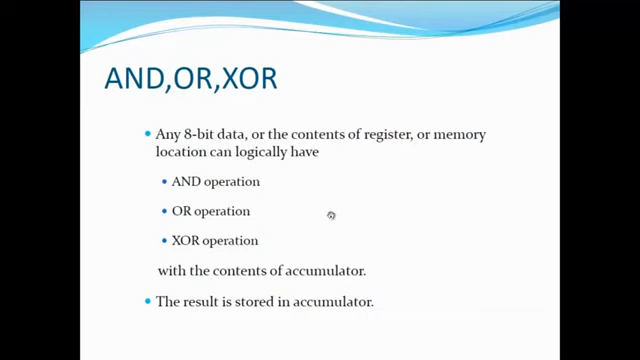 AND,OR,XOR
• Any 8-bit data, or the contents of register, or memory
location can logically have
• AND operation
• OR operation
• XOR operation
with the contents of accumulator.
• The result is stored in accumulator.